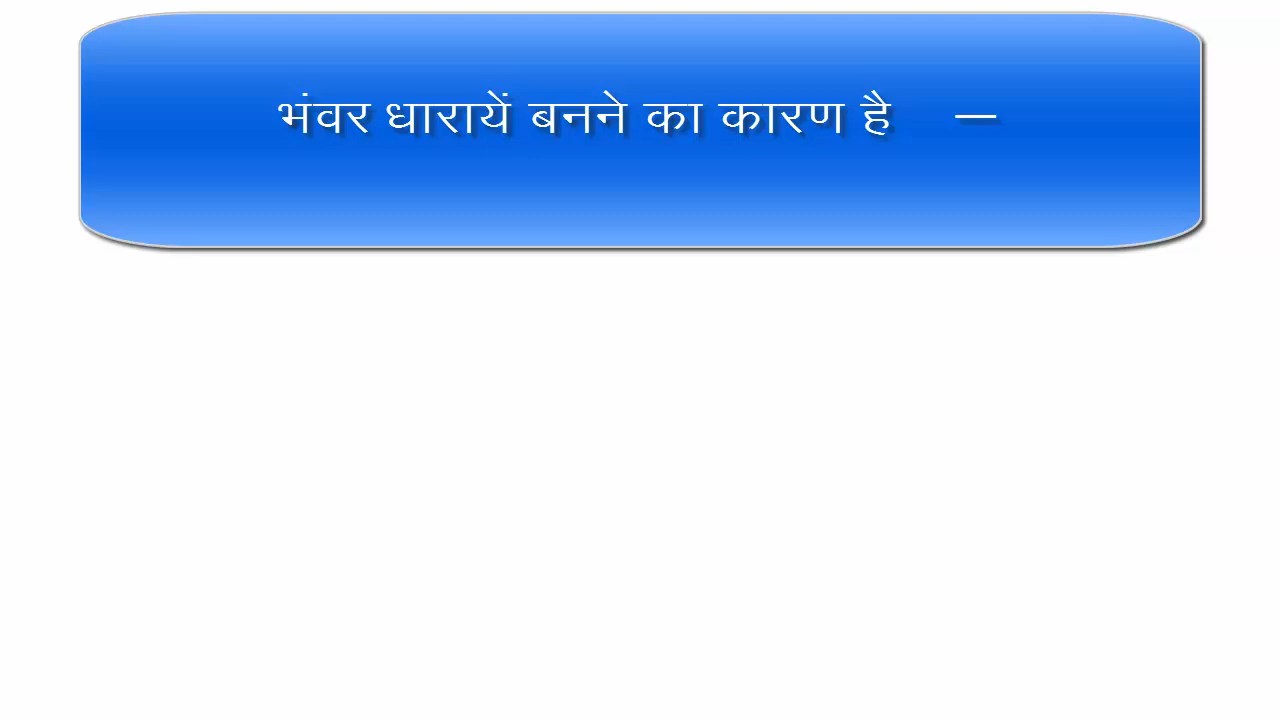 भंवर धारायें बनने का कारण है –